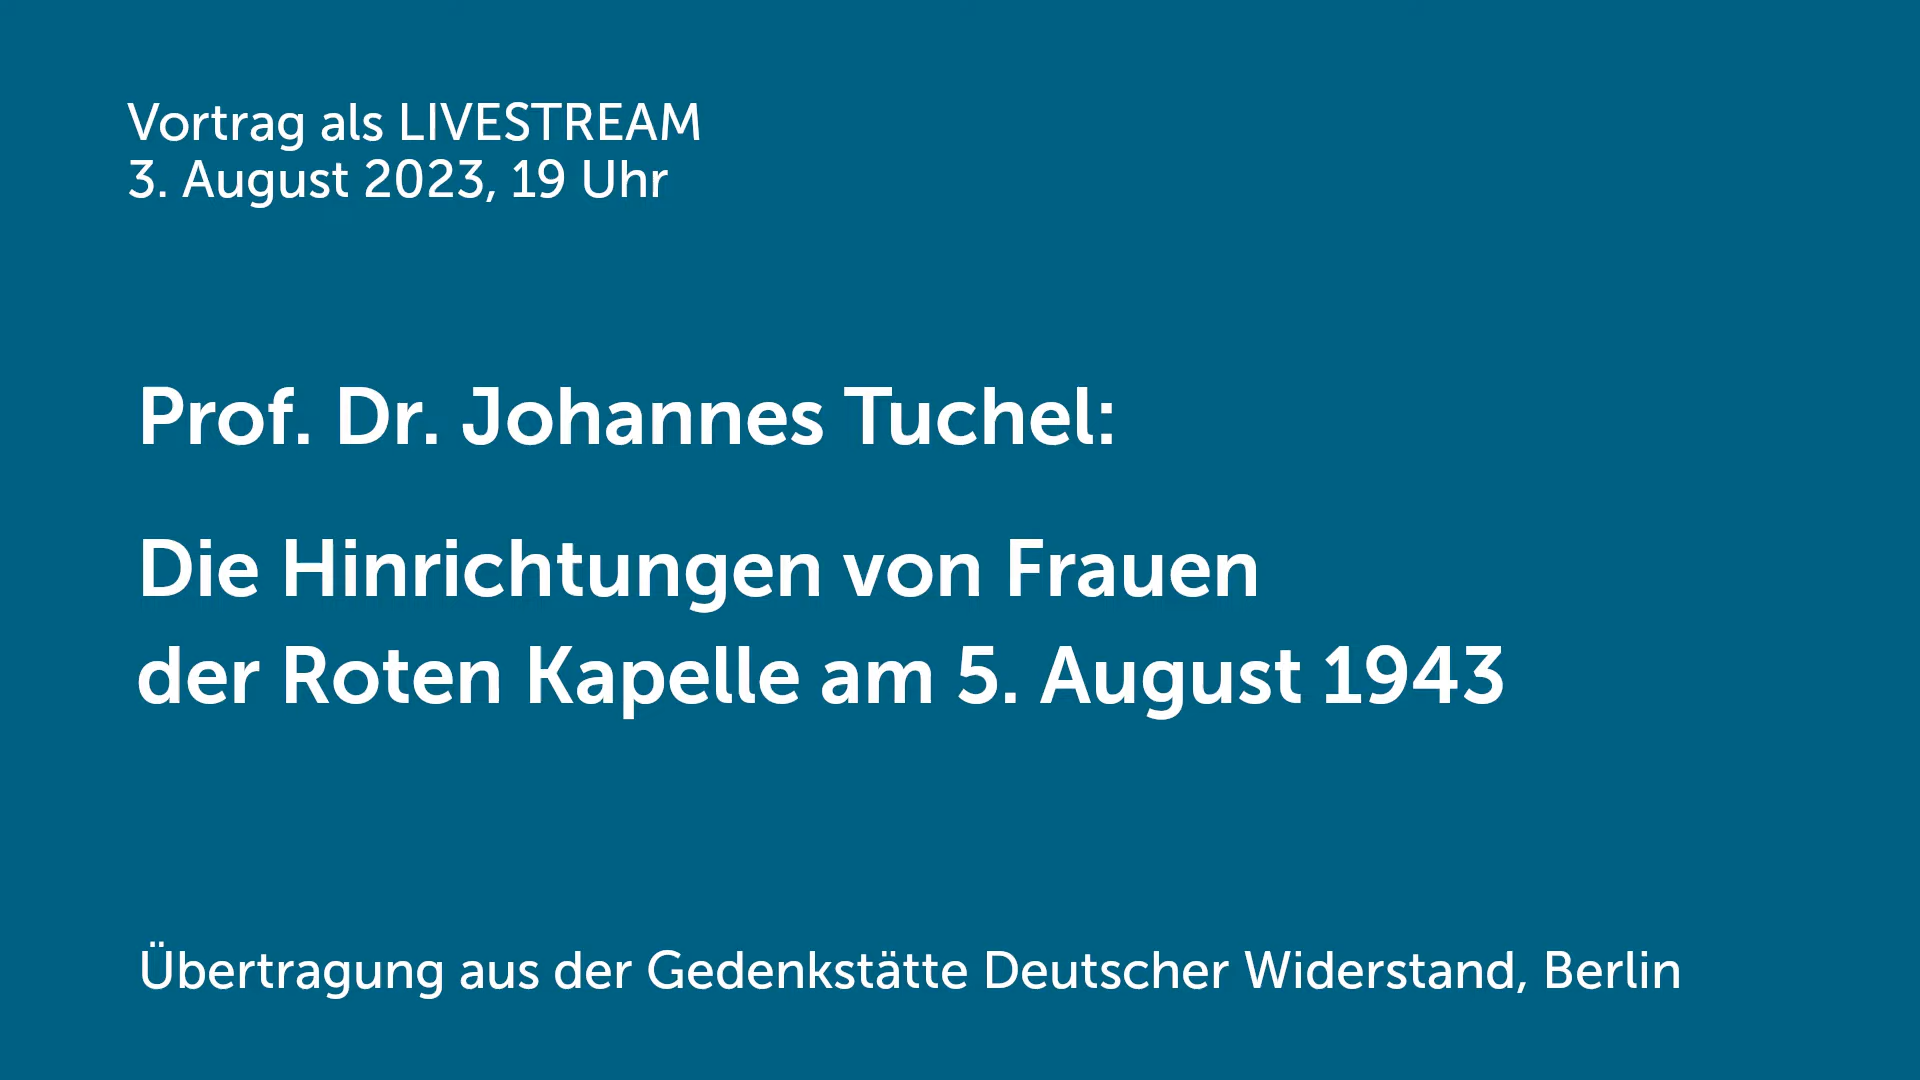 Vortrag als LIVESTREAM
3. August 2023, 19 Uhr
Prof. Dr. Johannes Tuchel:
Die Hinrichtungen von Frauen
der Roten Kapelle am 5. August 1943
Übertragung aus der Gedenkstätte Deutscher Widerstand, Berlin